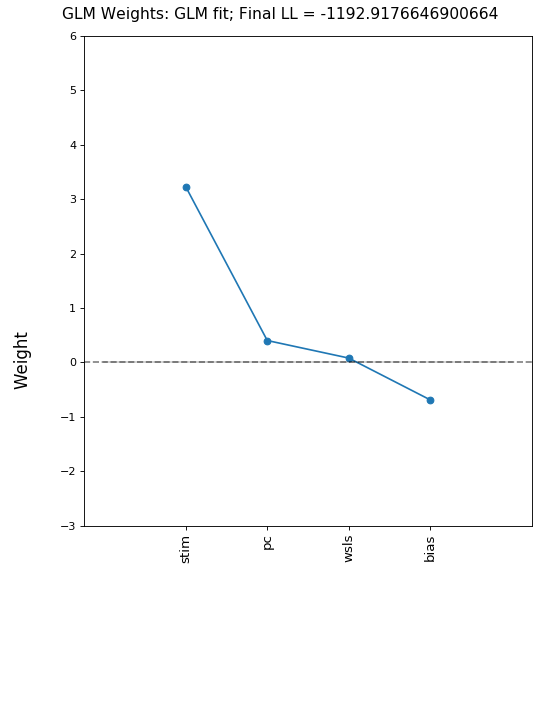 GLM Weights: GLM fit; Final LL = -1192.9176646900664
6
5
4
3
2
1
0
−1
−2
−3
Weight
stim
pc
wsls
bias